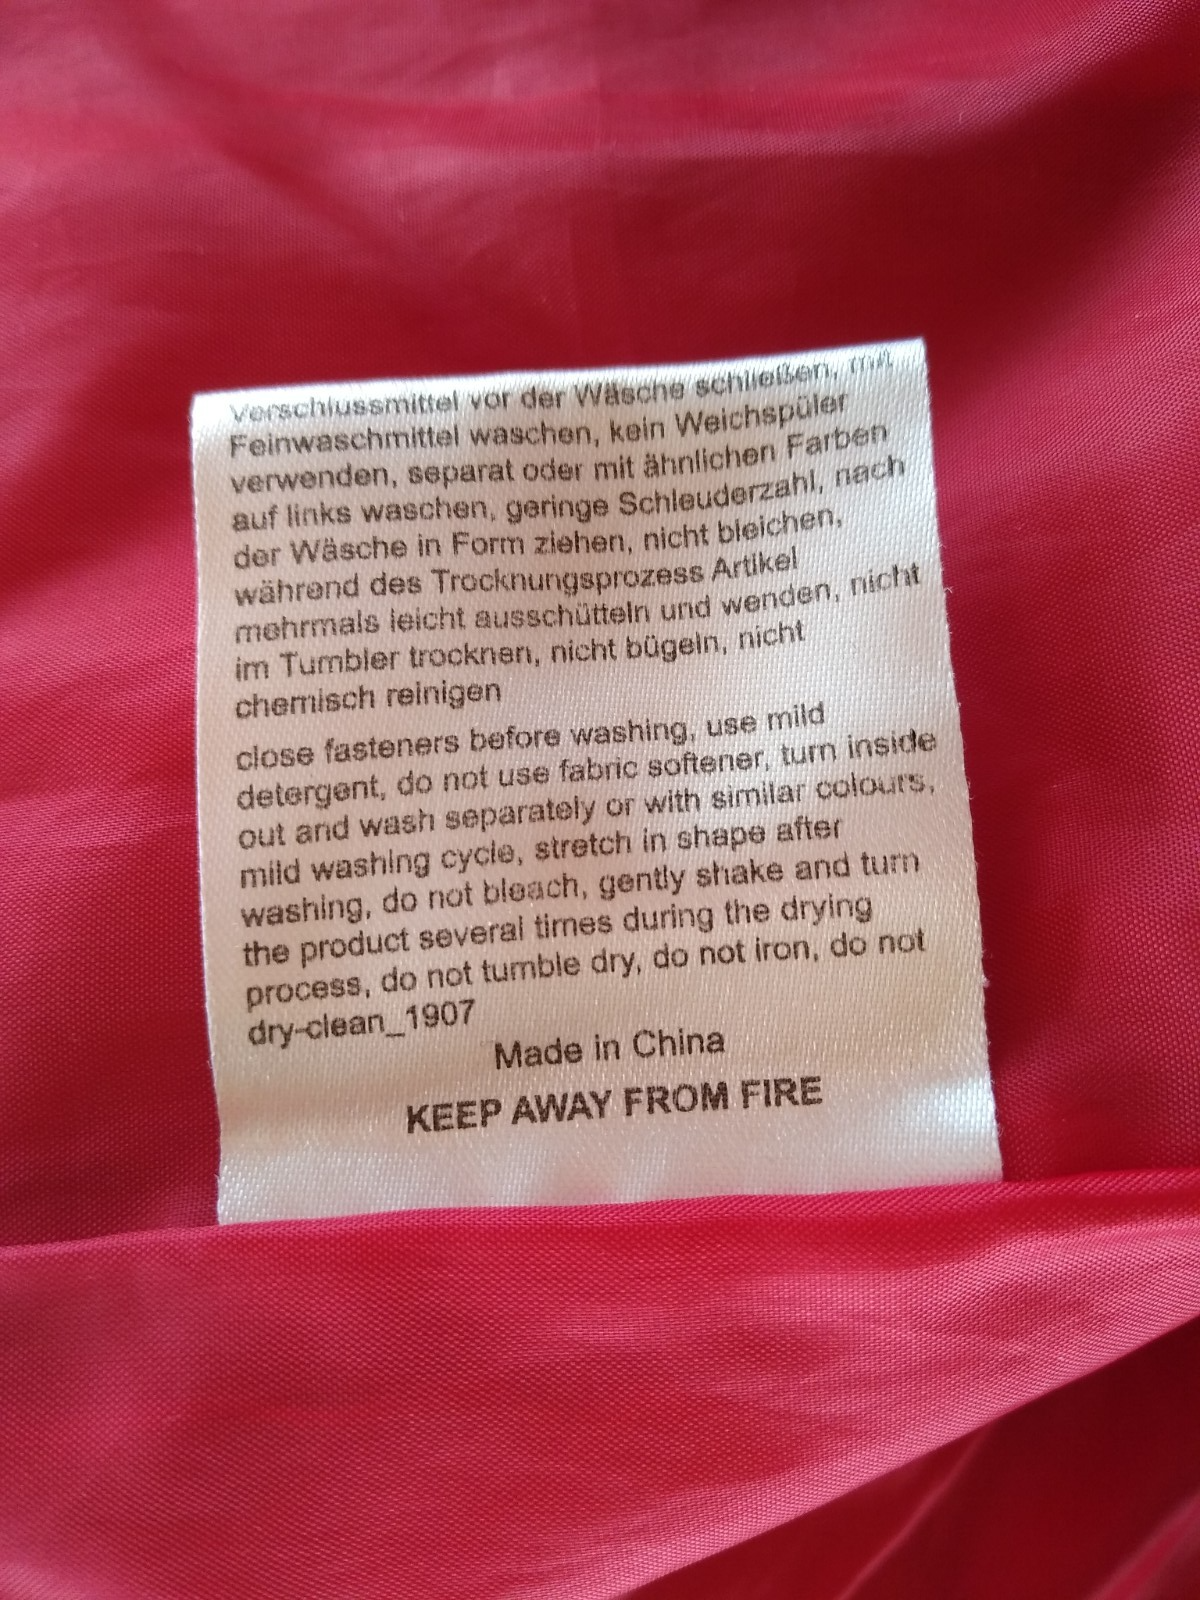 Verschlussmittel vor der Wäsche schließen, mit
Feinwaschmittel waschen, kein Weichspüler
verwenden, separat oder mit ähnlichen Farben
auf links waschen, geringe Schleuderzahl, nach
der Wäsche in Form ziehen, nicht bleichen,
während des Trocknungsprozess Artikel
mehrmals leicht ausschütteln und wenden, nicht
im Tumbler trocknen, nicht bügeln, nicht
chemisch reinigen
close fasteners before washing, use mild
detergent, do not use fabric softener, turn inside
out and wash separately or with similar colours,
mild washing cycle, stretch in shape after
washing, do not bleach, gently shake and turn
the product several times during the drying
process, do not tumble dry, do not iron, do not
dry-clean_1907
Made in China
KEEP AWAY FROM FIRE